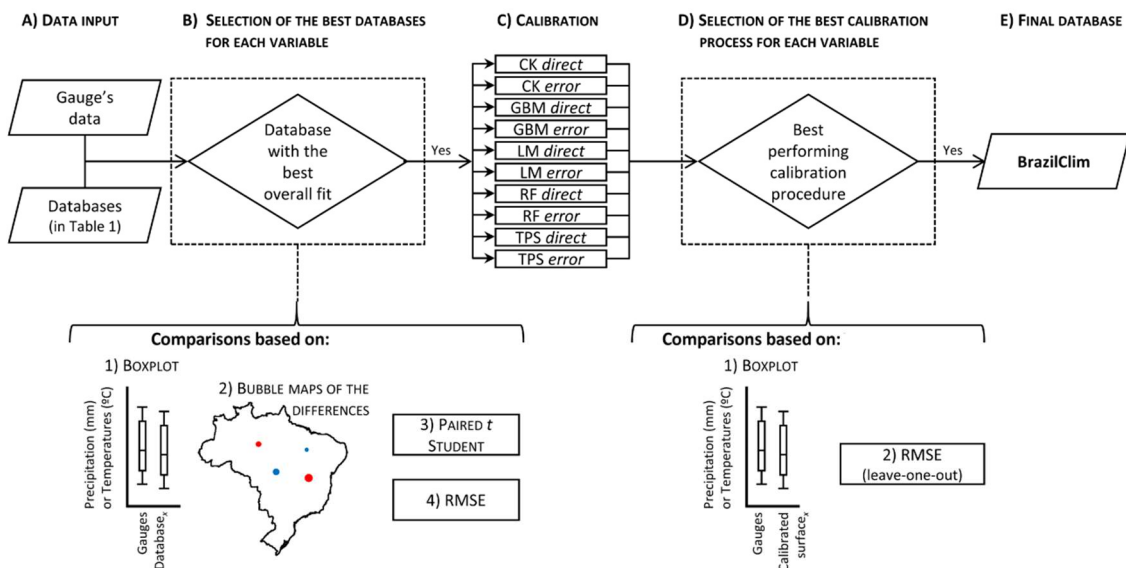 A) DATA INPUT
B) SELECTION OF THE BEST DATABASES
FOR EACH VARIABLE
C) CALIBRATION
D) SELECTION OF THE BEST CALIBRATION
PROCESS FOR EACH VARIABLE
E) FINAL DATABASE
Gauge's
data
Databases
(in Table 1)
Database
with the
best
overall fit
Yes
CK direct
CK error
GBM direct
GBM error
LM direct
LM error
RF direct
RF error
TPS direct
TPS error
Best
performing
calibration
procedure
Yes
BrazilClim
Comparisons based on:
1) BOXPLOT
Precipitation (mm)
or Temperatures (ºC)
Gauges
Databaseₓ
2) BUBBLE MAPS OF THE
DIFFERENCES
3) PAIRED t
STUDENT
4) RMSE
Comparisons based on:
1) BOXPLOT
Precipitation (mm)
or Temperatures (ºC)
Gauges
Calibrated
surfaceₓ
2) RMSE
(leave-one-out)